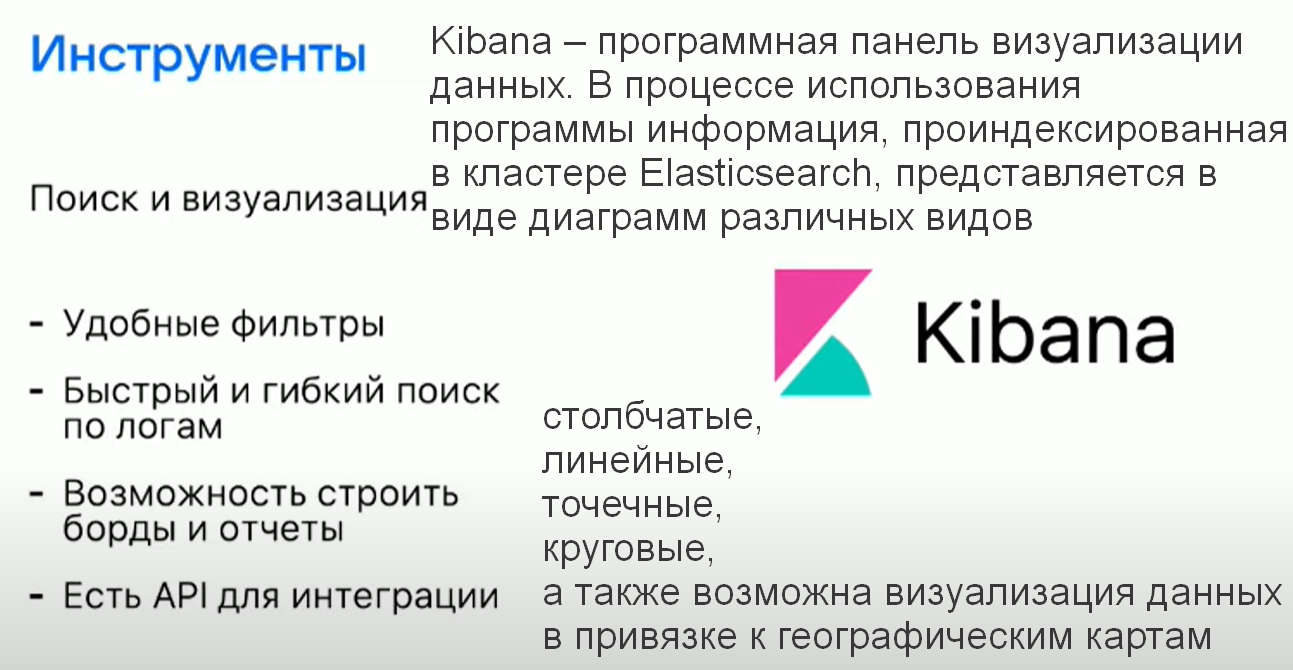 Инструменты
Kibana – программная панель визуализации
данных. В процессе использования
программы информация, проиндексированная
в кластере Elasticsearch, представляется в
виде диаграмм различных видов
Поиск и визуализация
- Удобные фильтры
- Быстрый и гибкий поиск
по логам
- Возможность строить
борды и отчеты
- Есть API для интеграции
Kibana
столбчатые,
линейные,
точечные,
круговые,
а также возможна визуализация данных
в привязке к географическим картам